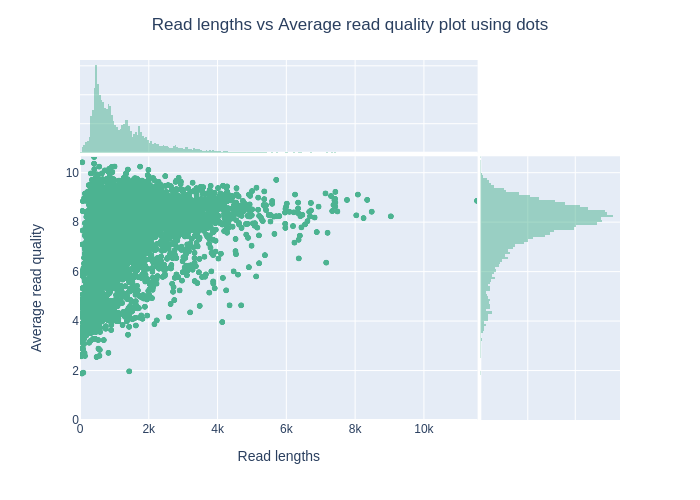 Read lengths vs Average read quality plot using dots
10
8
6
4
2
0
Average read quality
0
2k
4k
6k
8k
10k
Read lengths